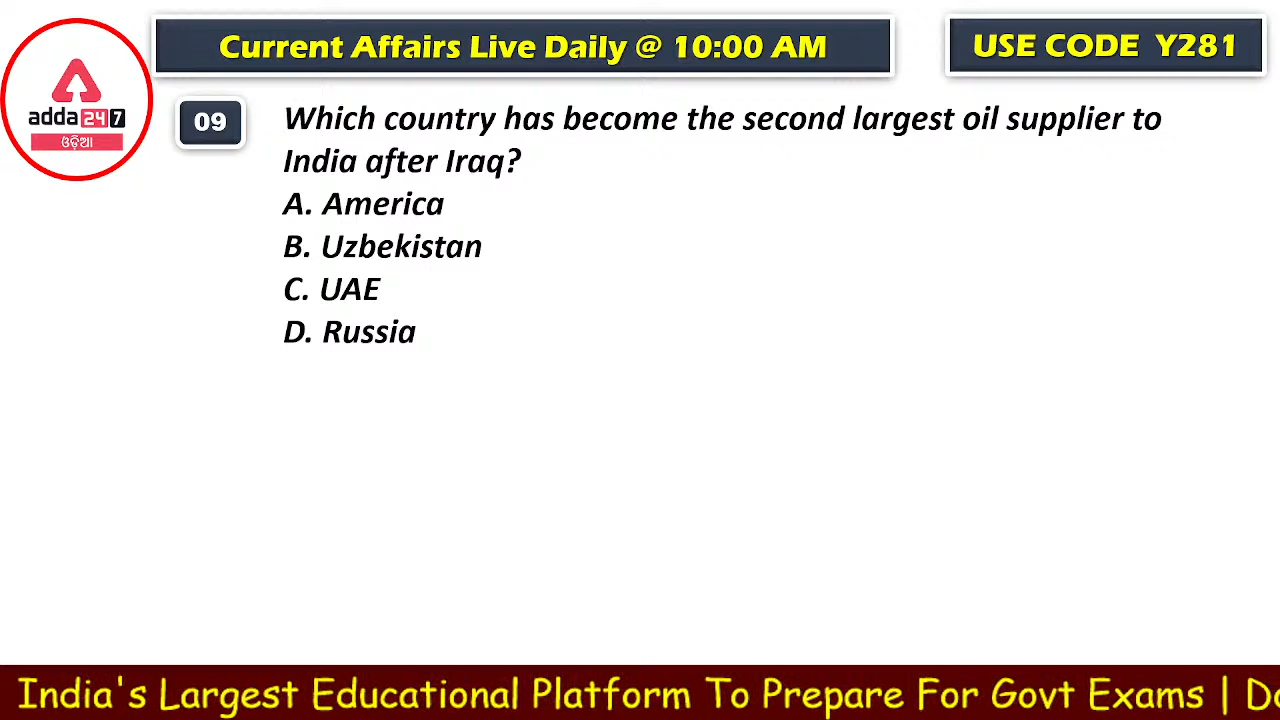 Current Affairs Live Daily @ 10:00 AM
USE CODE Y281
adda 24 7
ଓଡ଼ିଆ
09
Which country has become the second largest oil supplier to
India after Iraq?
A. America
B. Uzbekistan
C. UAE
D. Russia
India's Largest Educational Platform To Prepare For Govt Exams |